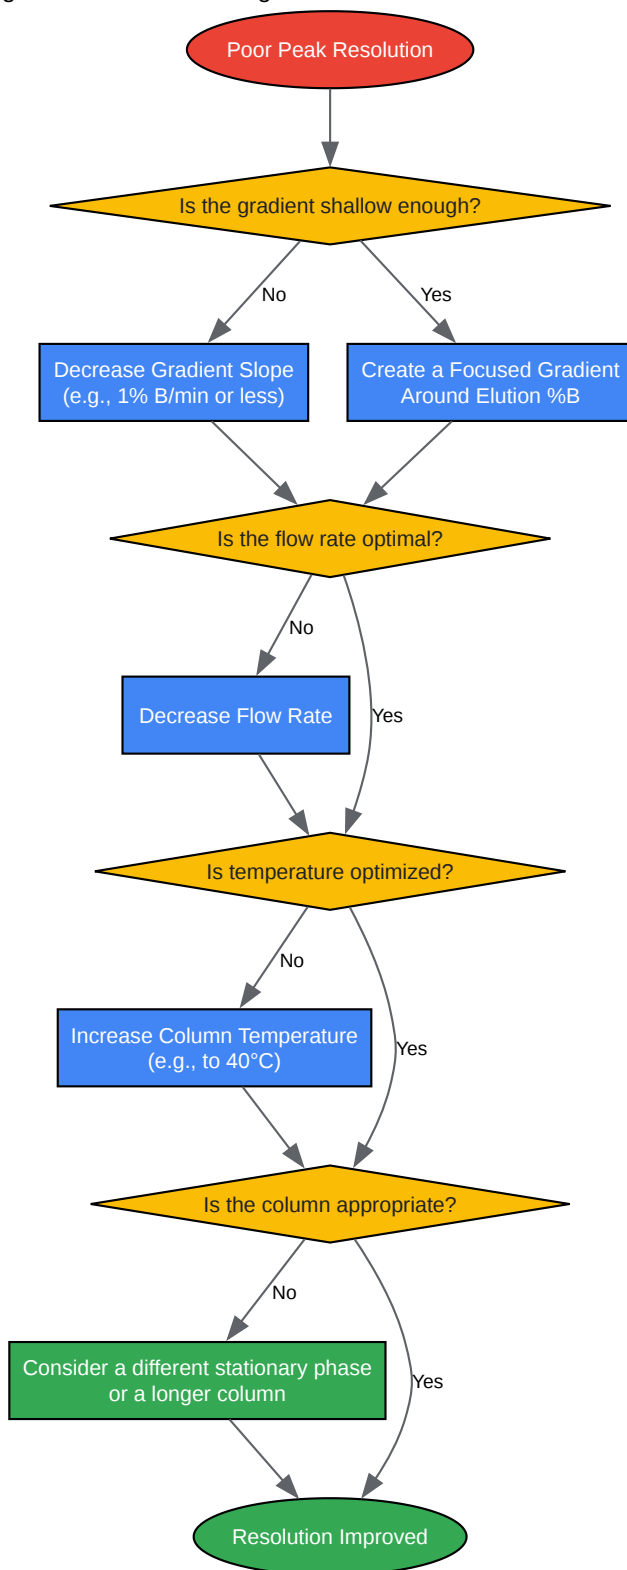 Poor Peak Resolution
Is the gradient shallow enough?
No
Yes
Decrease Gradient Slope
(e.g., 1% B/min or less)
Create a Focused Gradient
Around Elution %B
Is the flow rate optimal?
No
Decrease Flow Rate
Yes
Is temperature optimized?
No
Increase Column Temperature
(e.g., to 40°C)
Yes
Is the column appropriate?
No
Consider a different stationary phase
or a longer column
Yes
Resolution Improved